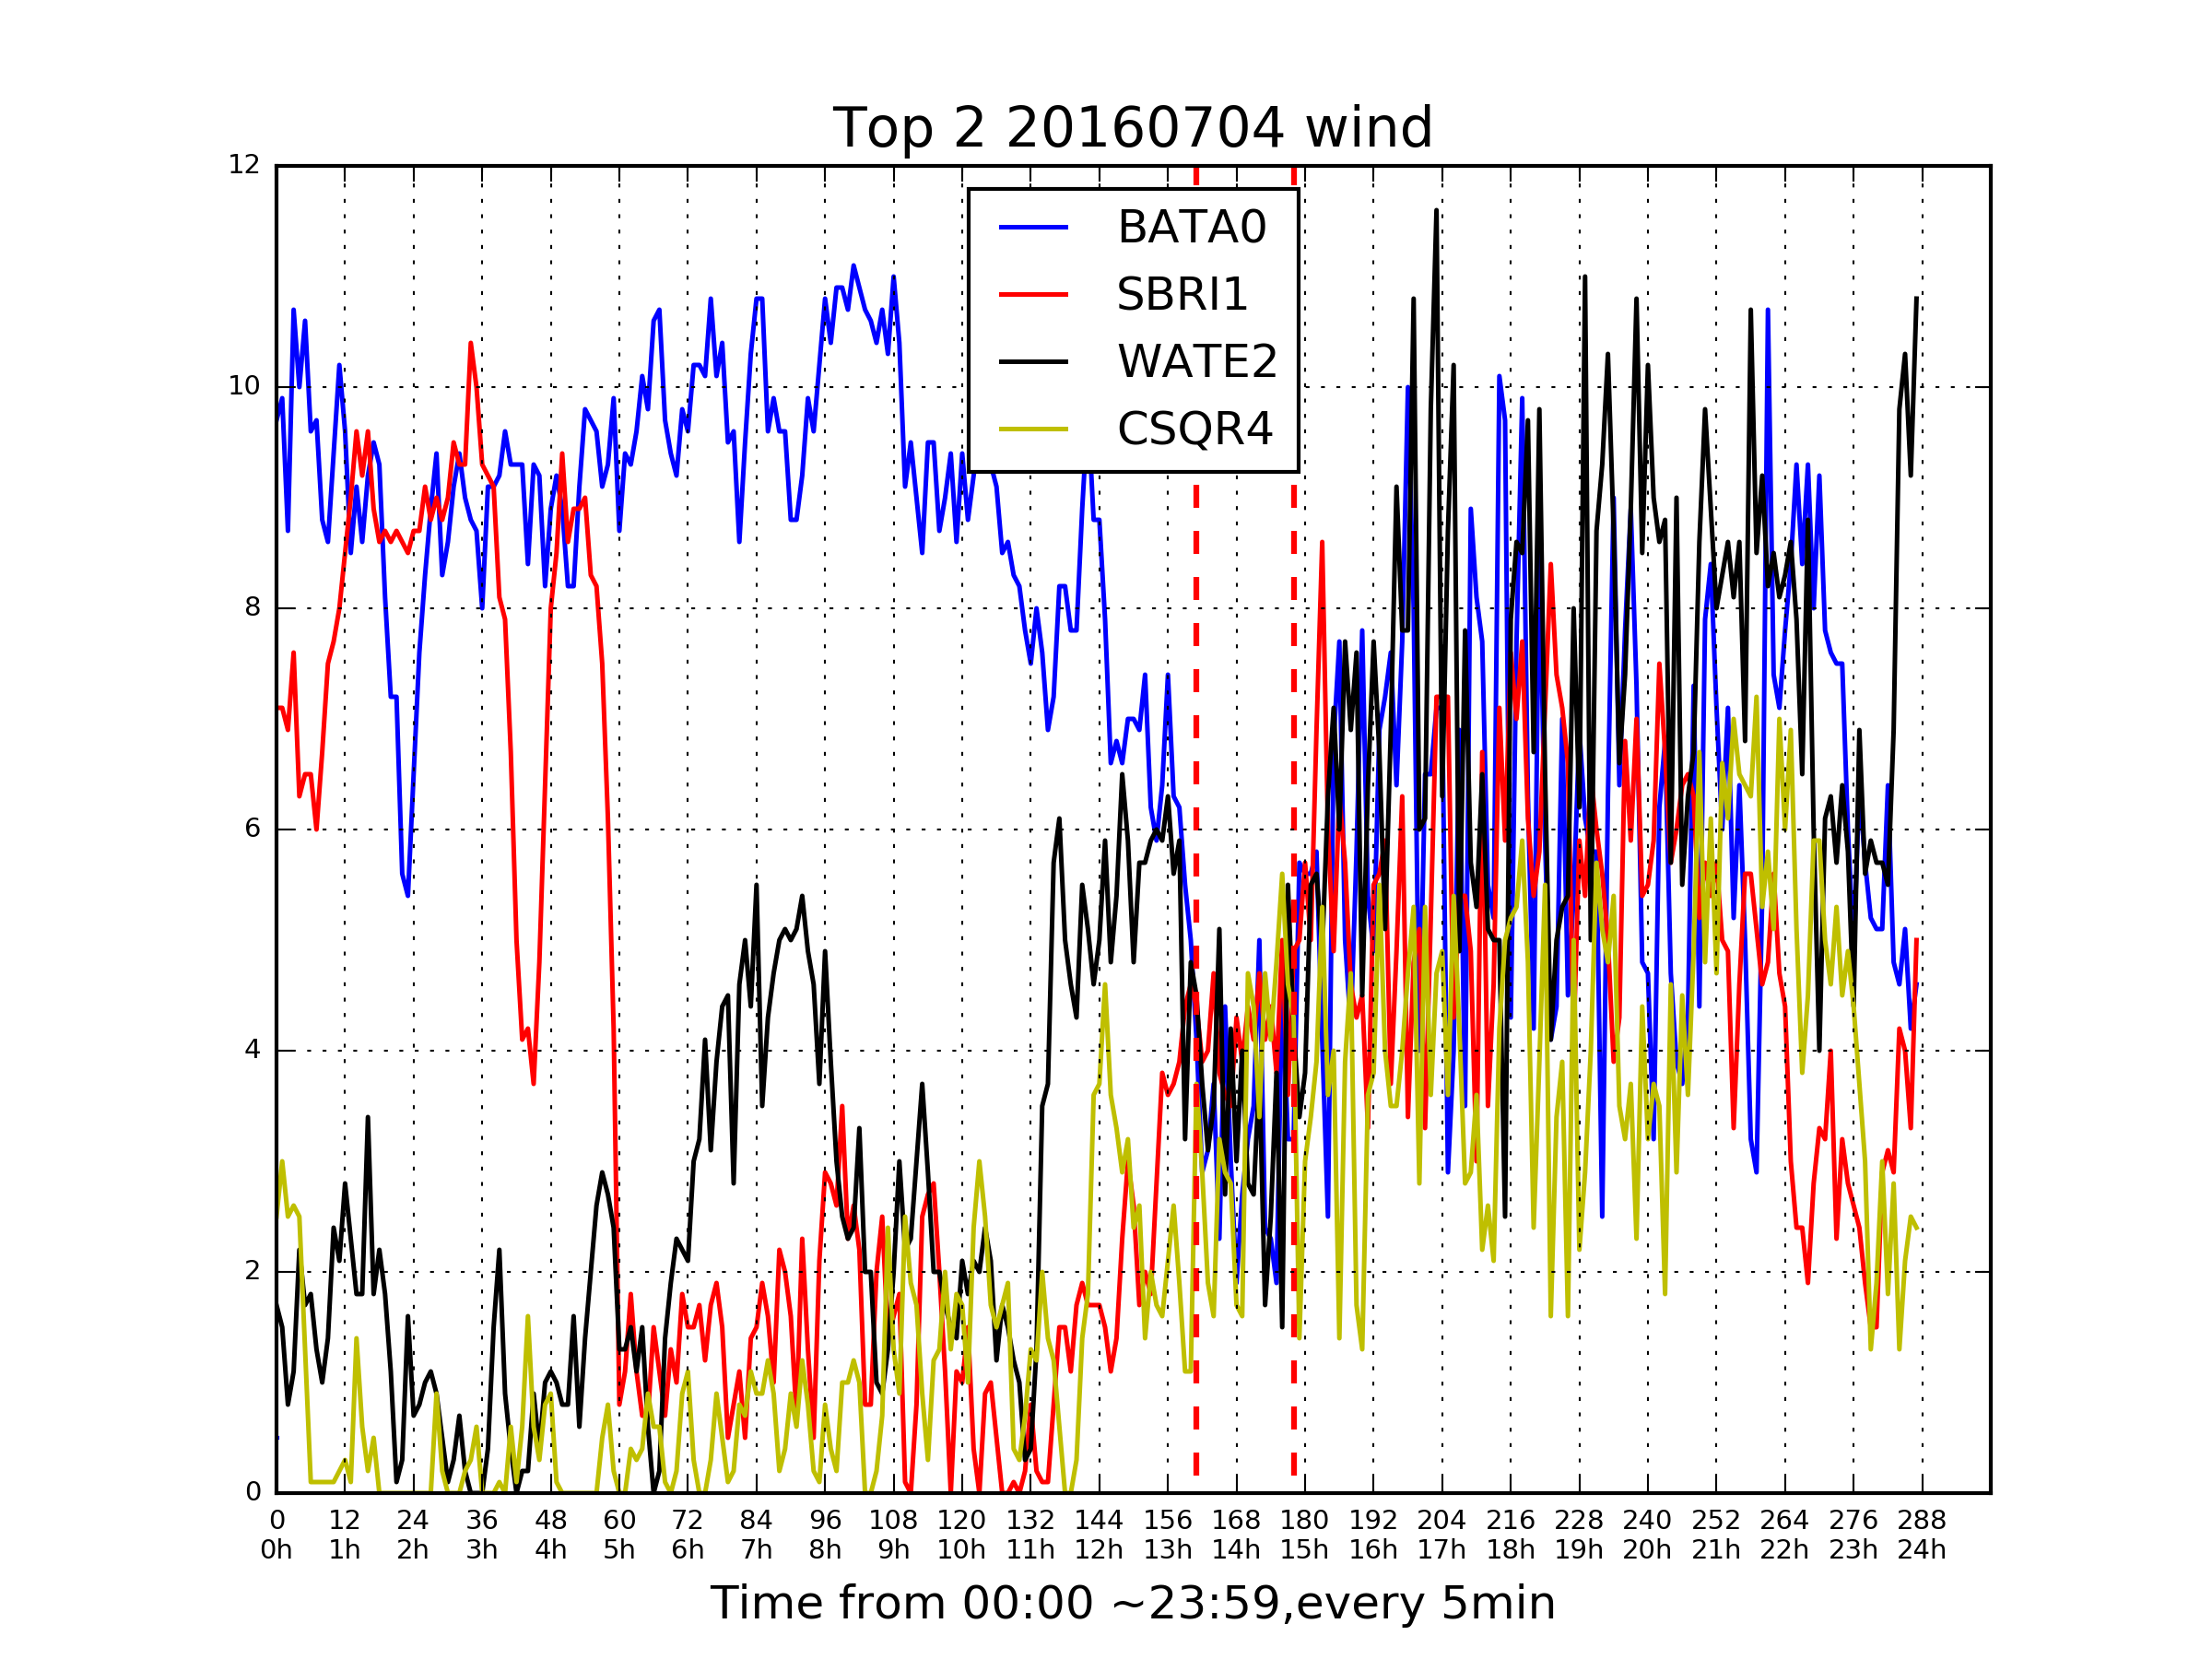 Top 2 20160704 wind
12
10
8
6
4
2
0
BATA0
SBRI1
WATE2
CSQR4
0 12 24 36 48 60 72 84 96 108 120 132 144 156 168 180 192 204 216 228 240 252 264 276 288
0h 1h 2h 3h 4h 5h 6h 7h 8h 9h 10h 11h 12h 13h 14h 15h 16h 17h 18h 19h 20h 21h 22h 23h 24h
Time from 00:00 ~23:59,every 5min